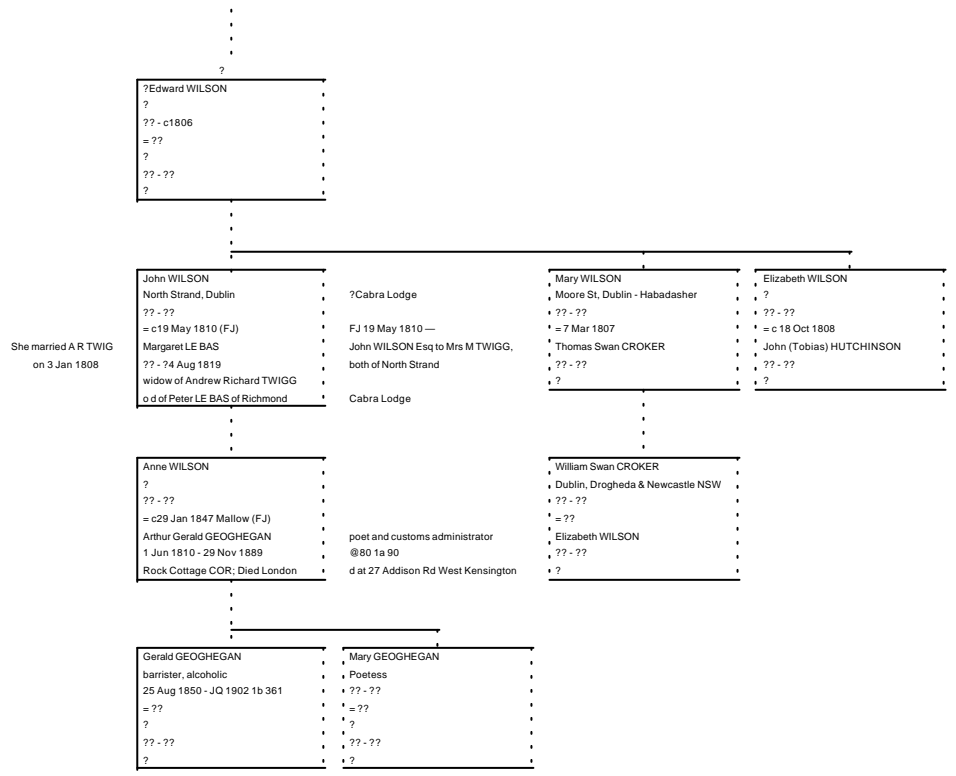 ?
?Edward WILSON
?
?? - c1806
= ??
?
?? - ??
?
John WILSON
North Strand, Dublin
?? - ??
= c19 May 1810 (FJ)
Margaret LE BAS
?? - ?4 Aug 1819
widow of Andrew Richard TWIGG
o d of Peter LE BAS of Richmond
She married A R TWIG
on 3 Jan 1808
?Cabra Lodge
FJ 19 May 1810 —
John WILSON Esq to Mrs M TWIGG,
both of North Strand
Cabra Lodge
Mary WILSON
Moore St, Dublin - Habadasher
?? - ??
= 7 Mar 1807
Thomas Swan CROKER
?? - ??
?
Elizabeth WILSON
?
?? - ??
= c 18 Oct 1808
John (Tobias) HUTCHINSON
?? - ??
?
Anne WILSON
?
?? - ??
= c29 Jan 1847 Mallow (FJ)
Arthur Gerald GEOGHEGAN
1 Jun 1810 - 29 Nov 1889
Rock Cottage COR; Died London
poet and customs administrator
@80 1a 90
d at 27 Addison Rd West Kensington
William Swan CROKER
Dublin, Drogheda & Newcastle NSW
?? - ??
= ??
Elizabeth WILSON
?? - ??
?
Gerald GEOGHEGAN
barrister, alcoholic
25 Aug 1850 - JQ 1902 1b 361
= ??
?
?? - ??
?
Mary GEOGHEGAN
Poetess
?? - ??
= ??
?
?? - ??
?